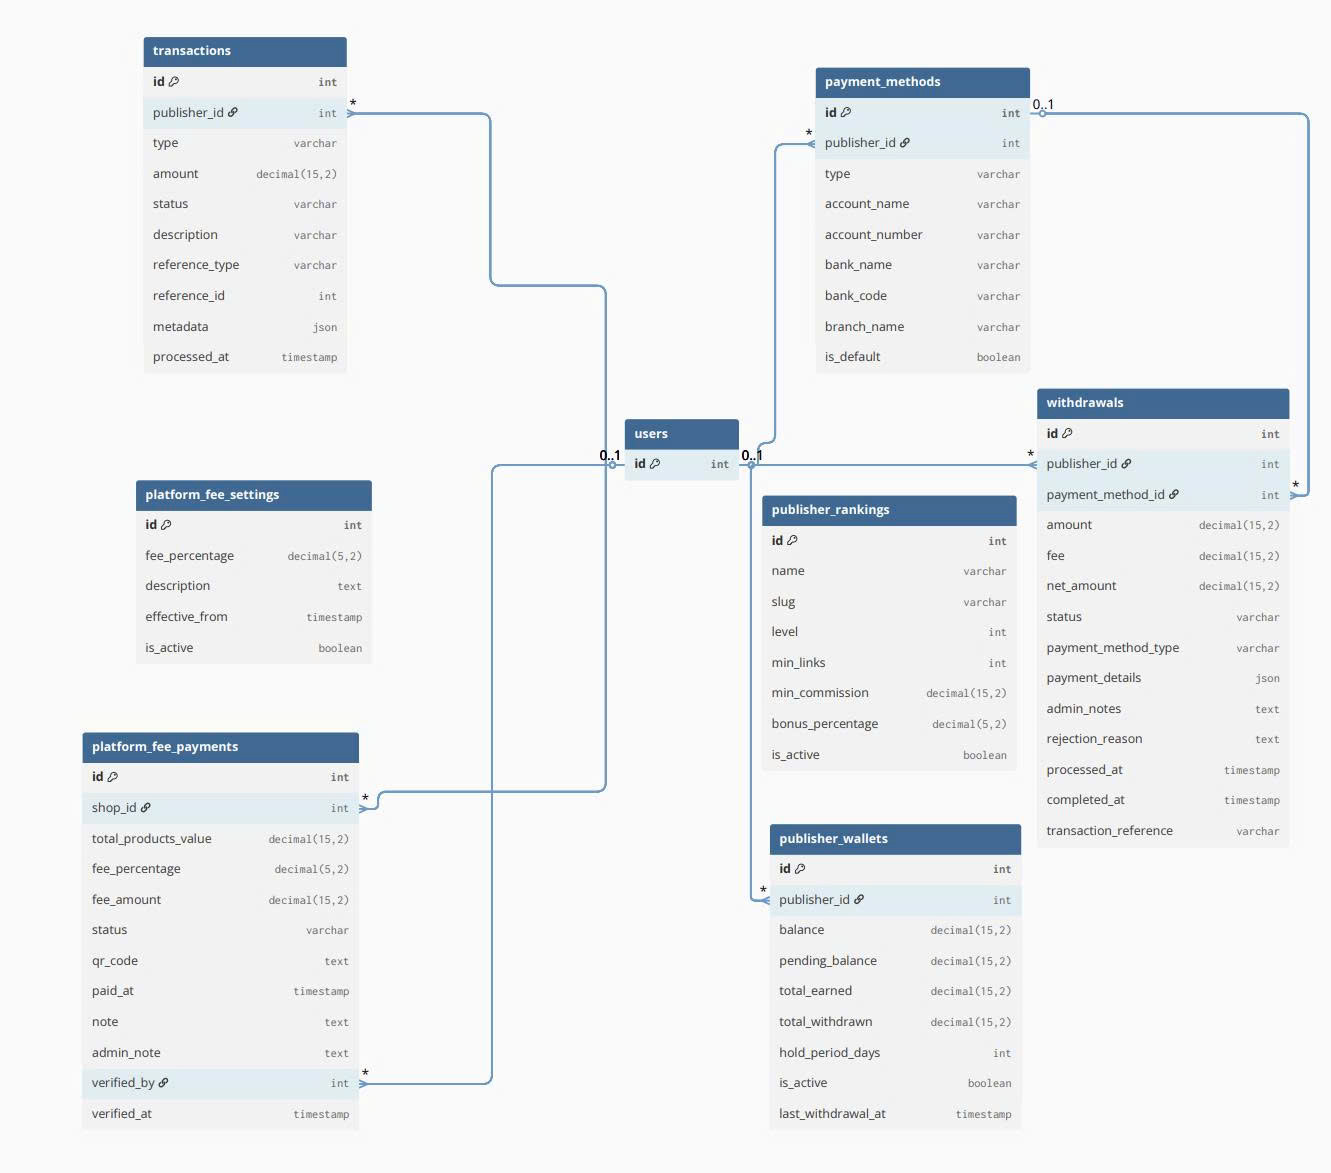 transactions
id int
* publisher_id int
type varchar
amount decimal(15,2)
status varchar
description varchar
reference_type varchar
reference_id int
metadata json
processed_at timestamp
payment_methods
id int 0..1
* publisher_id int
type varchar
account_name varchar
account_number varchar
bank_name varchar
bank_code varchar
branch_name varchar
is_default boolean
users
0..1 id int 0..1
withdrawals
id int
* publisher_id int
payment_method_id int *
amount decimal(15,2)
fee decimal(15,2)
net_amount decimal(15,2)
status varchar
payment_method_type varchar
payment_details json
admin_notes text
rejection_reason text
processed_at timestamp
completed_at timestamp
transaction_reference varchar
platform_fee_settings
id int
fee_percentage decimal(5,2)
description text
effective_from timestamp
is_active boolean
publisher_rankings
id int
name varchar
slug varchar
level int
min_links int
min_commission decimal(15,2)
bonus_percentage decimal(5,2)
is_active boolean
platform_fee_payments
id int
shop_id int *
total_products_value decimal(15,2)
fee_percentage decimal(5,2)
fee_amount decimal(15,2)
status varchar
qr_code text
paid_at timestamp
note text
admin_note text
verified_by int *
verified_at timestamp
publisher_wallets
id int
* publisher_id int
balance decimal(15,2)
pending_balance decimal(15,2)
total_earned decimal(15,2)
total_withdrawn decimal(15,2)
hold_period_days int
is_active boolean
last_withdrawal_at timestamp